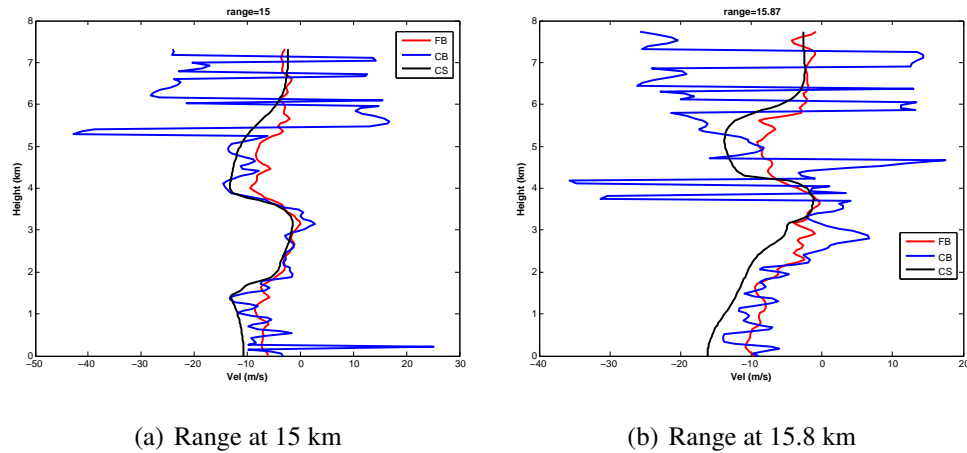 range=15
8
7
6
5
4
3
2
1
0
Height (km)
−50 −40 −30 −20 −10 0 10 20 30
Vel (m/s)
FB
CB
CS
range=15.87
8
7
6
5
4
3
2
1
0
Height (km)
−40 −30 −20 −10 0 10 20
Vel (m/s)
FB
CB
CS
(a) Range at 15 km
(b) Range at 15.8 km